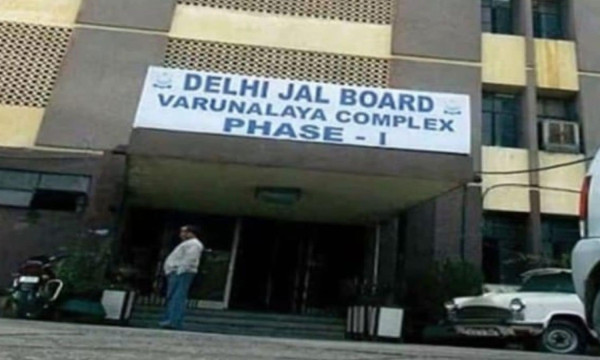 DELHI JAL BOARD
VARUNALAYA COMPLEX
PHASE - I